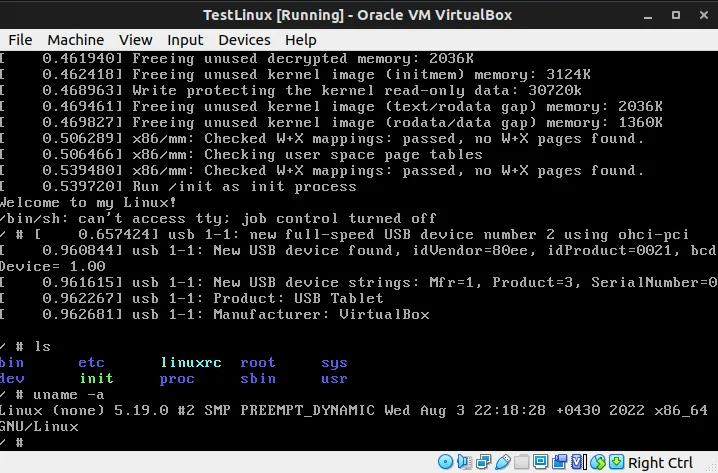 TestLinux [Running] - Oracle VM VirtualBox
File Machine View Input Devices Help
[ 0.461940] Freeing unused decrypted memory: 2036K
[ 0.462418] Freeing unused kernel image (initmem) memory: 3124K
[ 0.468963] Write protecting the kernel read-only data: 30720k
[ 0.469461] Freeing unused kernel image (text/rodata gap) memory: 2036K
[ 0.469827] Freeing unused kernel image (rodata/data gap) memory: 1360K
[ 0.506289] x86/mm: Checked W+X mappings: passed, no W+X pages found.
[ 0.506466] x86/mm: Checking user space page tables
[ 0.539480] x86/mm: Checked W+X mappings: passed, no W+X pages found.
[ 0.539720] Run /init as init process
Welcome to my Linux!
/bin/sh: can't access tty; job control turned off
/ # [ 0.657424] usb 1-1: new full-speed USB device number 2 using ohci-pci
[ 0.960844] usb 1-1: New USB device found, idVendor=80ee, idProduct=0021, bcd
Device= 1.00
[ 0.961615] usb 1-1: New USB device strings: Mfr=1, Product=3, SerialNumber=0
[ 0.962267] usb 1-1: Product: USB Tablet
[ 0.962681] usb 1-1: Manufacturer: VirtualBox
/ # ls
bin etc linuxrc root sys
dev init proc sbin usr
/ # uname -a
Linux (none) 5.19.0 #2 SMP PREEMPT_DYNAMIC Wed Aug 3 22:18:28 +0430 2022 x86_64
GNU/Linux
/ #
Right Ctrl